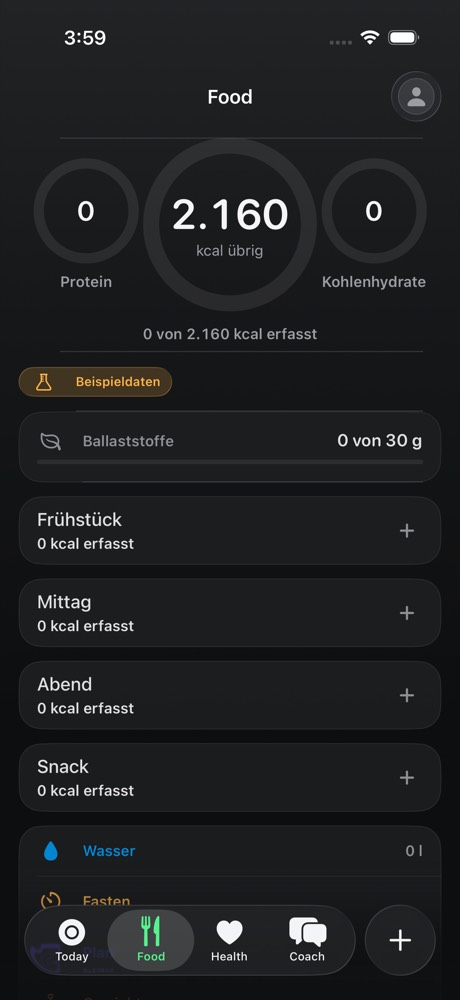 3:59
Food
0
2.160
kcal übrig
0
Protein
Kohlenhydrate
0 von 2.160 kcal erfasst
Beispieldaten
Ballaststoffe
0 von 30 g
Frühstück
0 kcal erfasst
Mittag
0 kcal erfasst
Abend
0 kcal erfasst
Snack
0 kcal erfasst
Wasser
0 l
Fasten
Today
Food
Health
Coach